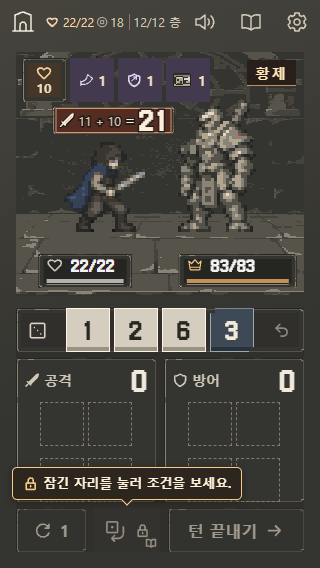 22/22 18 12/12 층
10 1 1 1 황제
11 + 10 = 21
22/22 83/83
1 2 6 3
공격 0 방어 0
잠긴 자리를 눌러 조건을 보세요.
1 턴 끝내기 →